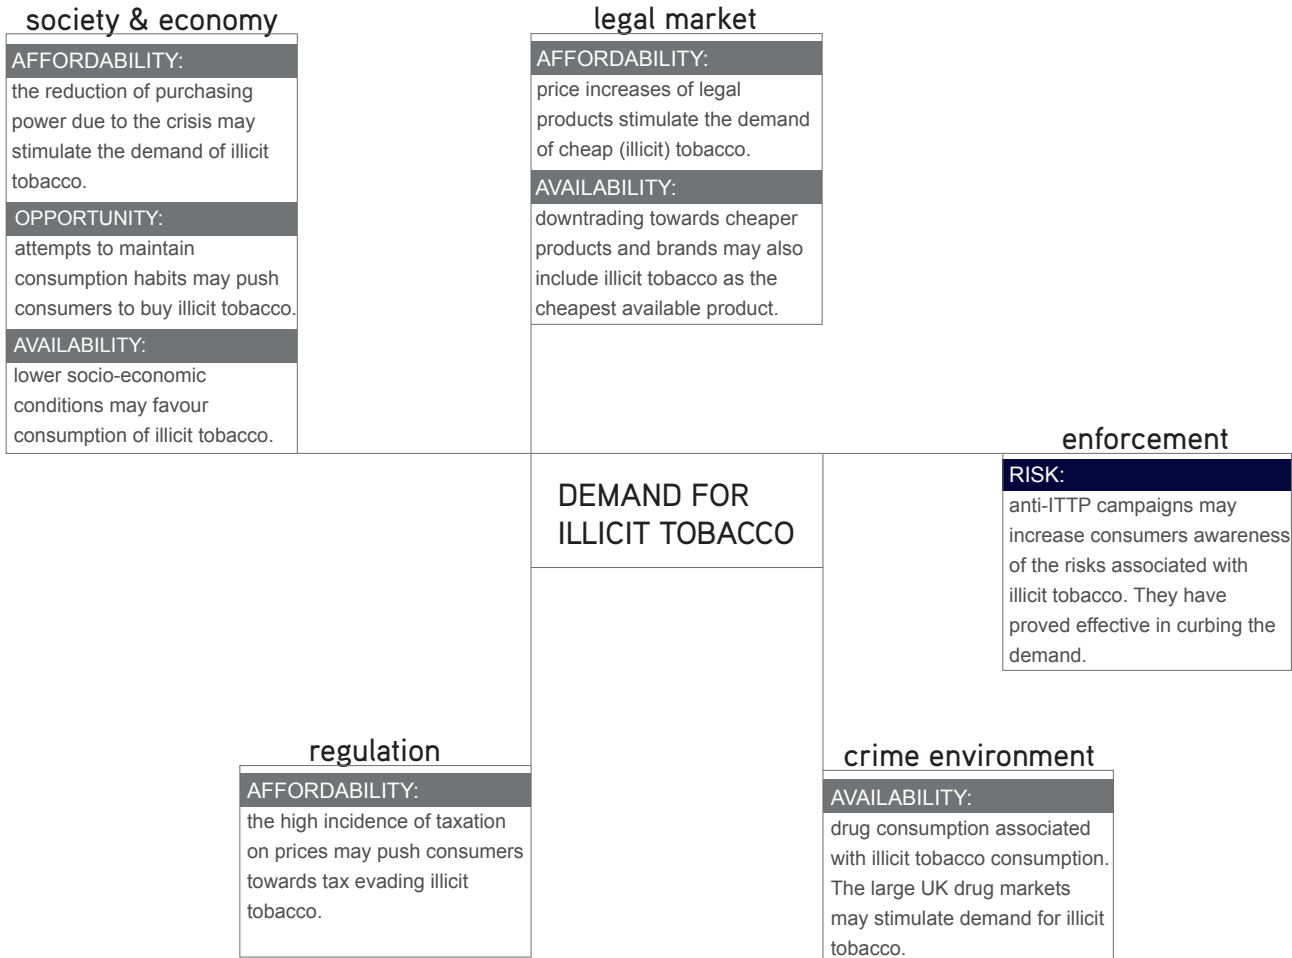 society & economy
AFFORDABILITY:
the reduction of purchasing
power due to the crisis may
stimulate the demand of illicit
tobacco.
OPPORTUNITY:
attempts to maintain
consumption habits may push
consumers to buy illicit tobacco.
AVAILABILITY:
lower socio-economic
conditions may favour
consumption of illicit tobacco.
legal market
AFFORDABILITY:
price increases of legal
products stimulate the demand
of cheap (illicit) tobacco.
AVAILABILITY:
downtrading towards cheaper
products and brands may also
include illicit tobacco as the
cheapest available product.
DEMAND FOR
ILLICIT TOBACCO
enforcement
RISK:
anti-ITTP campaigns may
increase consumers awareness
of the risks associated with
illicit tobacco. They have
proved effective in curbing the
demand.
regulation
AFFORDABILITY:
the high incidence of taxation
on prices may push consumers
towards tax evading illicit
tobacco.
crime environment
AVAILABILITY:
drug consumption associated
with illicit tobacco consumption.
The large UK drug markets
may stimulate demand for illicit
tobacco.